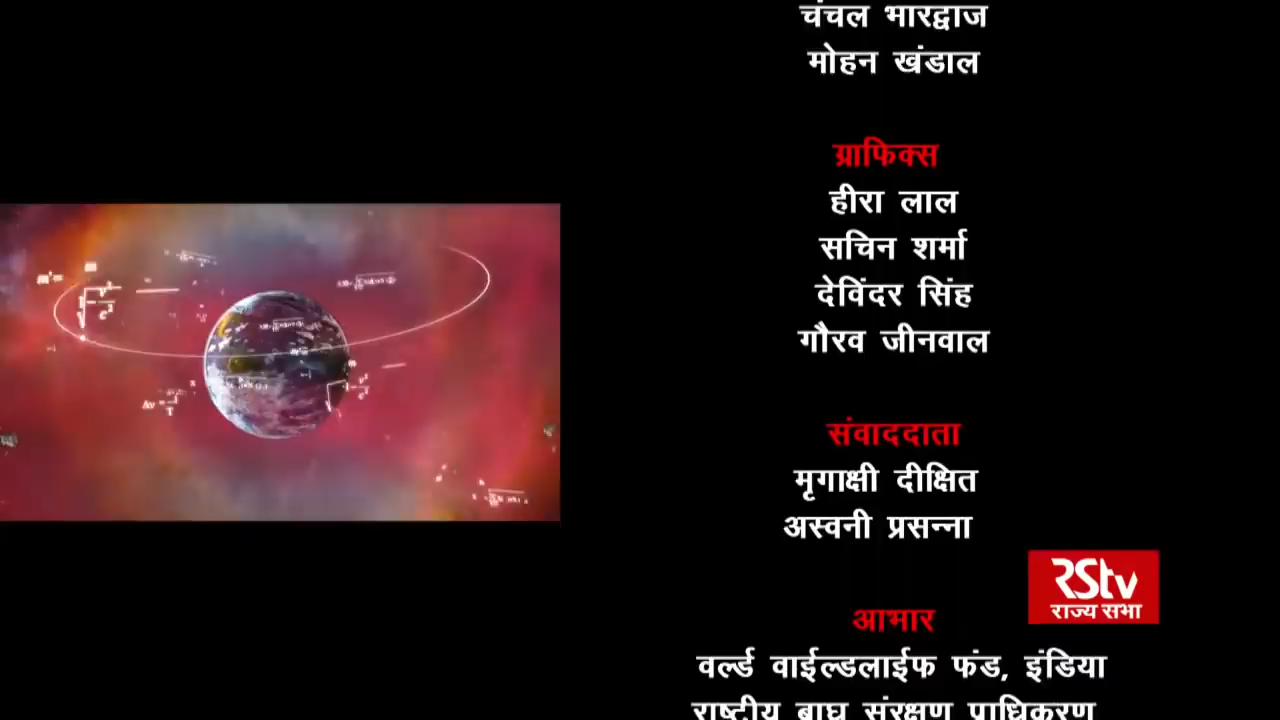 चंचल भारद्वाज
मोहन खंडाल
ग्राफिक्स
हीरा लाल
सचिन शर्मा
देविंदर सिंह
गौरव जीनवाल
संवाददाता
मृगाक्षी दीक्षित
अस्वनी प्रसन्ना
RSTV
राज्य सभा
आभार
वर्ल्ड वाईल्डलाईफ फंड, इंडिया
राष्ट्रीय बाघ संरक्षण प्राधिकरण